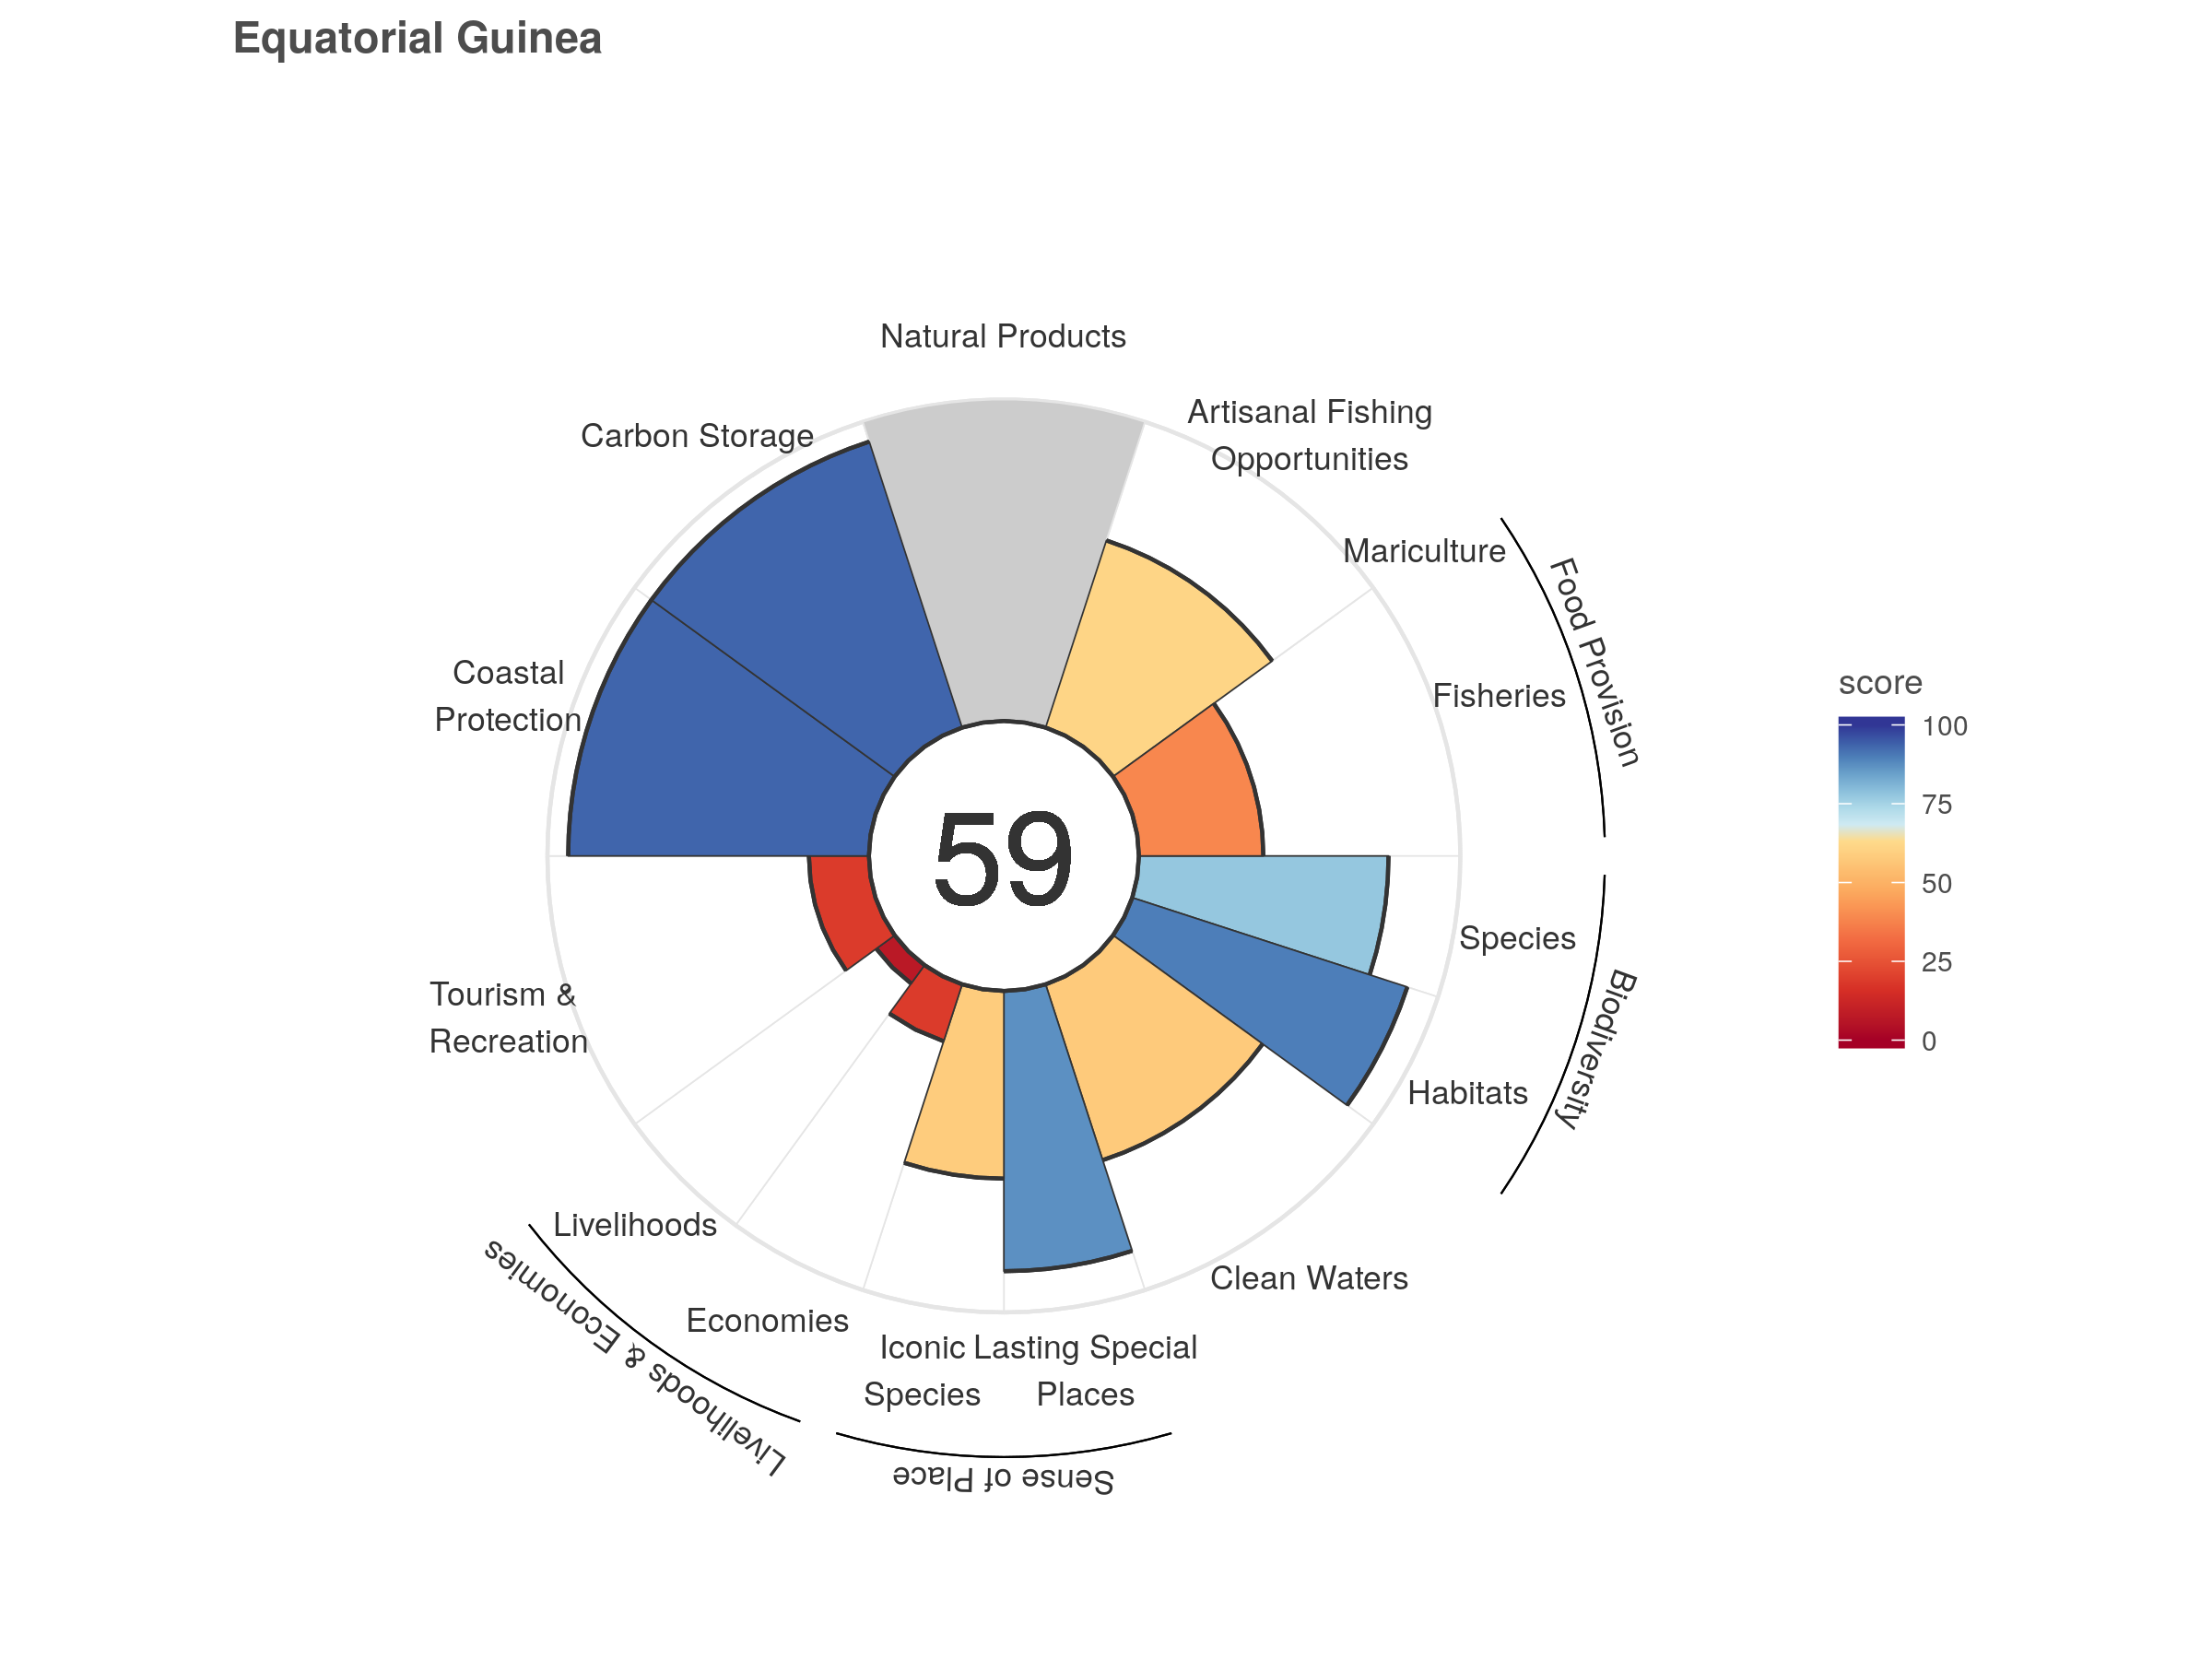 Equatorial Guinea
Natural Products
Artisanal Fishing
Opportunities
Carbon Storage
Mariculture
Food Provision
Fisheries
Coastal
Protection
59
Species
Biodiversity
Habitats
Tourism &
Recreation
Clean Waters
Livelihoods
Economies
Livelihoods & Economies
Iconic
Species
Lasting Special
Places
Sense of Place
score
100
75
50
25
0